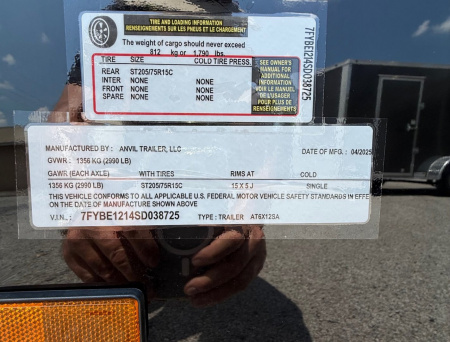 TIRE AND LOADING INFORMATION
RENSEIGNEMENTS SUR LES PNEUS ET LE CHARGEMENT
The weight of cargo should never exceed
812 kg or 1,790 lbs
TIRE SIZE COLD TIRE PRESS.
REAR ST205/75R15C
INTER NONE NONE
FRONT NONE NONE
SPARE NONE NONE
SEE OWNER'S
MANUAL FOR
ADDITIONAL
INFORMATION
VOIR LE MANUEL
DE L'USAGER
POUR PLUS DE
RENSEIGNEMENTS
7FYBE1214SD038725
MANUFACTURED BY: ANVIL TRAILER, LLC DATE OF MFG.: 04/2025
GVWR: 1356 KG (2990 LB)
GAWR (EACH AXLE) WITH TIRES RIMS AT COLD
1356 KG (2990 LB) ST205/75R15C 15 X 5 J SINGLE
THIS VEHICLE CONFORMS TO ALL APPLICABLE U.S. FEDERAL MOTOR VEHICLE SAFETY STANDARDS IN EFFE
ON THE DATE OF MANUFACTURE SHOWN ABOVE
V.I.N.: 7FYBE1214SD038725 TYPE: TRAILER AT6X12SA